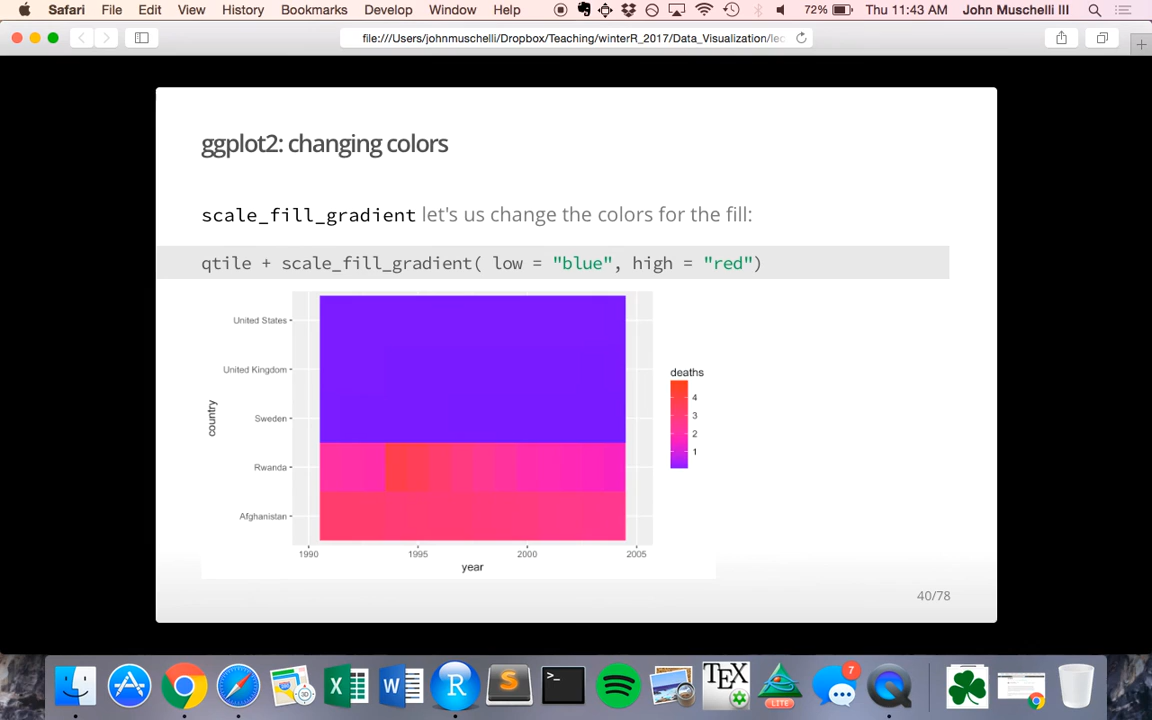 Safari File Edit View History Bookmarks Develop Window Help 72% Thu 11:43 AM John Muschelli III
file:///Users/johnmuschelli/Dropbox/Teaching/winterR_2017/Data_Visualization/lec
ggplot2: changing colors
scale_fill_gradient let's us change the colors for the fill:
qtile + scale_fill_gradient( low = "blue", high = "red")
United States
United Kingdom
Sweden
Rwanda
Afghanistan
country
1990 1995 2000 2005
year
deaths
4
3
2
1
40/78
X W R S >_ TEX LITE 7 Q